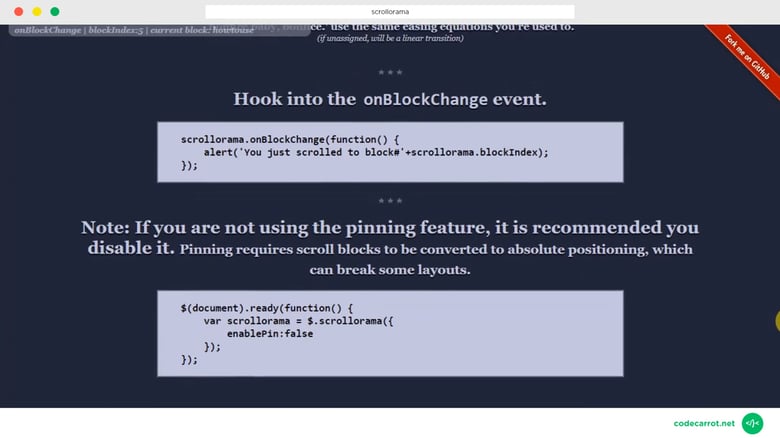 scrollorama
ce.' use the same easing equations you're used to.
onBlockChange | blockIndex:5 | current block: howtouse
(if unassigned, will be a linear transition)
Fork me on GitHub
★ ★ ★
Hook into the onBlockChange event.
scrollorama.onBlockChange(function() {
alert('You just scrolled to block#'+scrollorama.blockIndex);
});
★ ★ ★
Note: If you are not using the pinning feature, it is recommended you
disable it. Pinning requires scroll blocks to be converted to absolute positioning, which
can break some layouts.
$(document).ready(function() {
var scrollorama = $.scrollorama({
enablePin:false
});
});
codecarrot.net </>